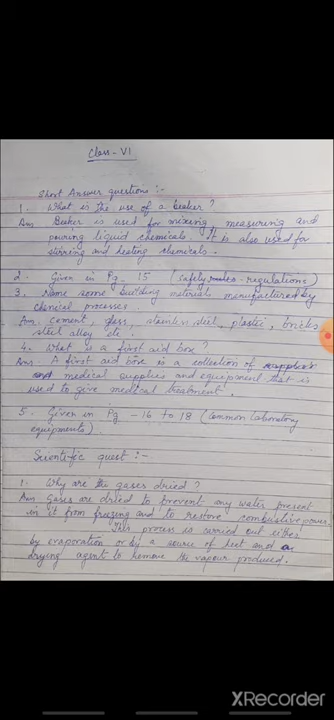 Class - VI
Short Answer questions :-
1. What is the use of a beaker ?
Ans Beaker is used for mixing measuring and
pouring liquid chemicals. It is also used for
stirring and heating chemicals.
2. Given in Pg. 15 (safety regulations)
3. Name some building material manufactured by
chemical processes.
Ans. Cement, glass, stainless steel, plastic, bricks
steel alloy etc.
4. What is a first aid box ?
Ans. A first aid box is a collection of
medical supplies and equipment that is
used to give medical treatment.
5. Given in Pg - 16 to 18 (Common laboratory
equipments)
Scientific quest :-
1. Why are the gases dried ?
Ans Gases are dried to prevent any water present
in it from freezing and to restore combustive power.
This process is carried out either
by evaporation or by a source of heat and a
drying agent to remove the vapour produced.
XRecorder